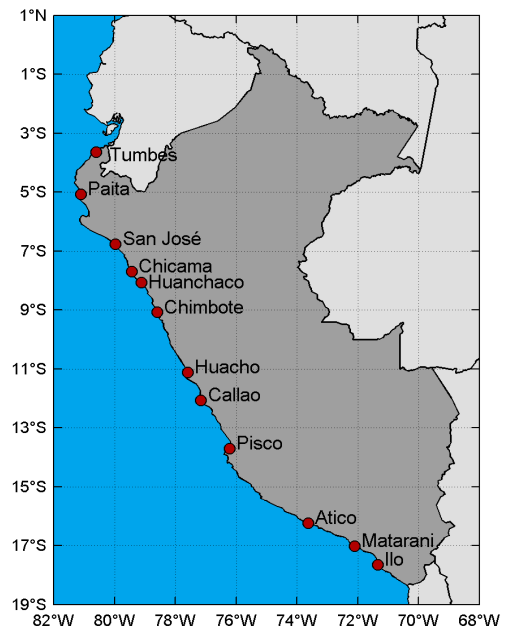 1°N
1°S
3°S
Tumbes
5°S
Paita
San José
7°S
Chicama
Huanchaco
9°S
Chimbote
11°S
Huacho
Callao
13°S
Pisco
15°S
Atico
17°S
Matarani
Ilo
19°S
82°W 80°W 78°W 76°W 74°W 72°W 70°W 68°W